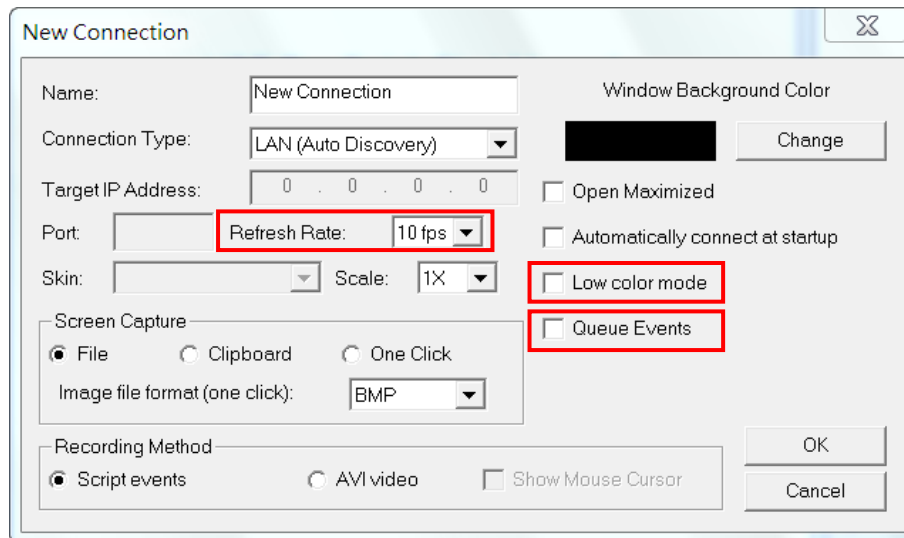 New Connection
Name: New Connection
Window Background Color
Connection Type: LAN (Auto Discovery)
Change
Target IP Address: 0 . 0 . 0 . 0
Open Maximized
Port: Refresh Rate: 10 fps
Automatically connect at startup
Skin: Scale: 1X
Low color mode
Screen Capture
Queue Events
File Clipboard One Click
Image file format (one click): BMP
Recording Method
OK
Script events AVI video Show Mouse Cursor
Cancel